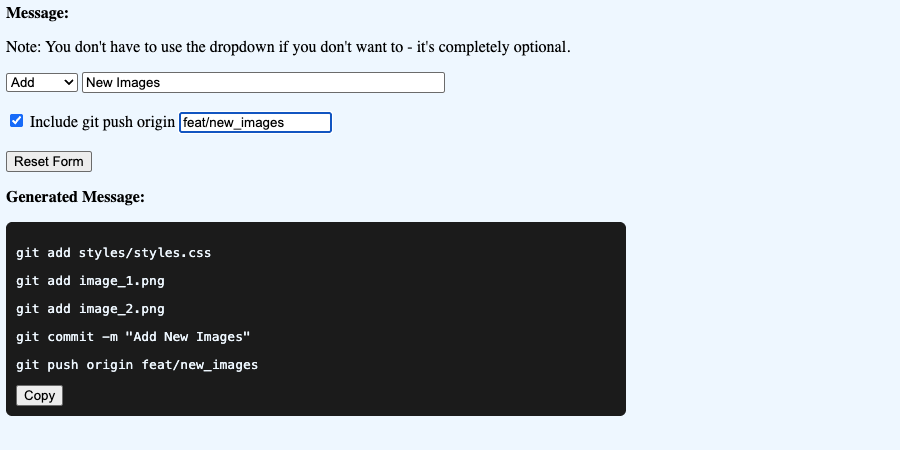 Message:
Note: You don't have to use the dropdown if you don't want to - it's completely optional.
Add New Images
Include git push origin feat/new_images
Reset Form
Generated Message:
git add styles/styles.css
git add image_1.png
git add image_2.png
git commit -m "Add New Images"
git push origin feat/new_images
Copy